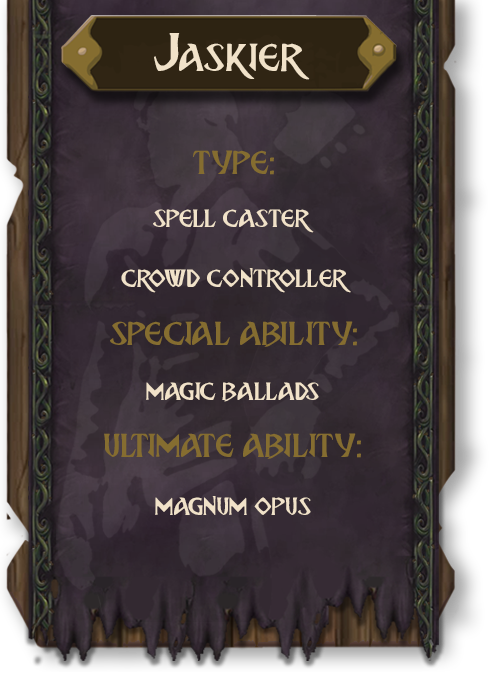 Jaskier
TYPE:
SPELL CASTER
CROWD CONTROLLER
SPECIAL ABILITY:
MAGIC BALLADS
ULTIMATE ABILITY:
MAGNUM OPUS